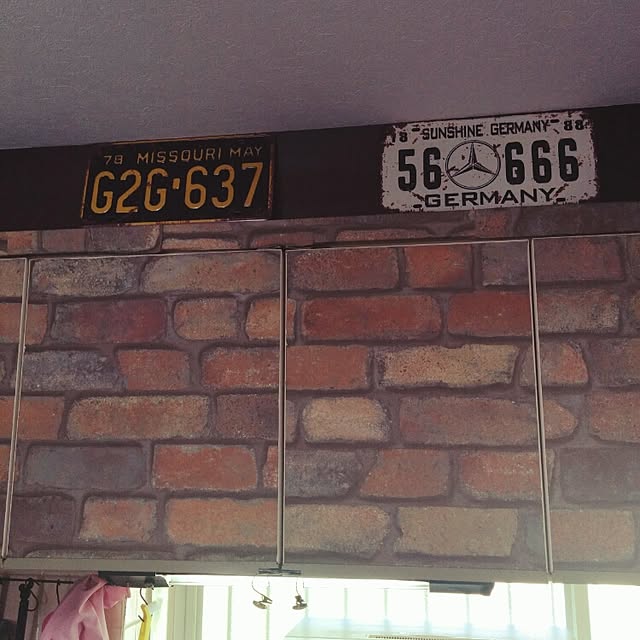 78 MISSOURI MAY
G2G·637
8 SUNSHINE GERMANY 88
56 666
GERMANY